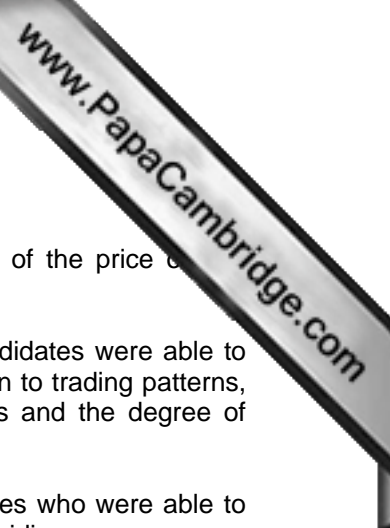 www.PapaCambridge.com
of the price
didates were able to
n to trading patterns,
s and the degree of
es who were able to